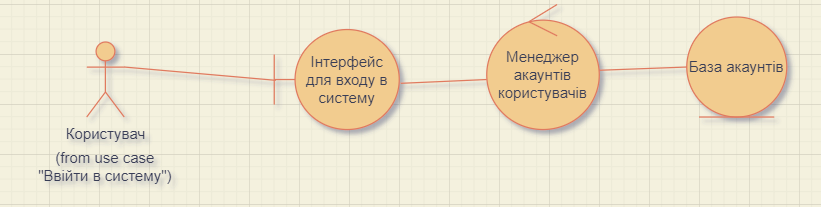 Інтерфейс
для входу в
систему
Менеджер
акаунтів
користувачів
База акаунтів
Користувач
(from use case
"Ввійти в систему")